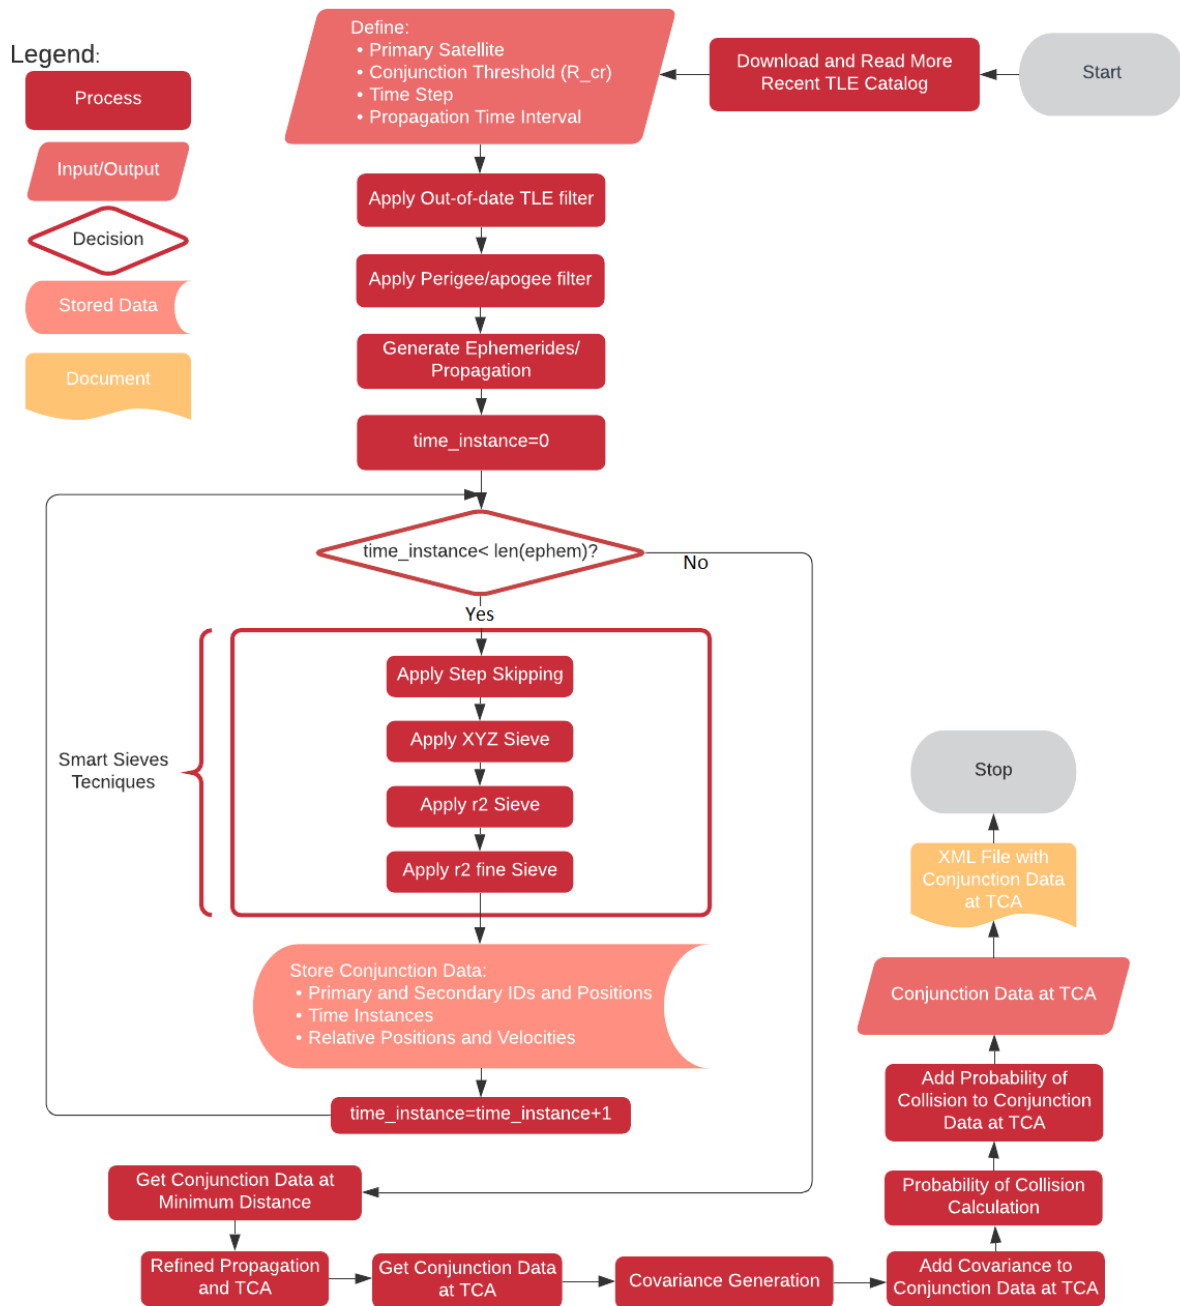 Legend:
Process
Input/Output
Decision
Stored Data
Document
Start
Download and Read More
Recent TLE Catalog
Define:
• Primary Satellite
• Conjunction Threshold (R_cr)
• Time Step
• Propagation Time Interval
Apply Out-of-date TLE filter
Apply Perigee/apogee filter
Generate Ephemerides/
Propagation
time_instance=0
time_instance< len(ephem)?
No
Yes
Smart Sieves
Tecniques
Apply Step Skipping
Apply XYZ Sieve
Apply r2 Sieve
Apply r2 fine Sieve
Store Conjunction Data:
• Primary and Secondary IDs and Positions
• Time Instances
• Relative Positions and Velocities
time_instance=time_instance+1
Get Conjunction Data at
Minimum Distance
Refined Propagation
and TCA
Get Conjunction Data
at TCA
Covariance Generation
Add Covariance to
Conjunction Data at TCA
Probability of Collision
Calculation
Add Probability of
Collision to Conjunction
Data at TCA
Conjunction Data at TCA
XML File with
Conjunction Data
at TCA
Stop